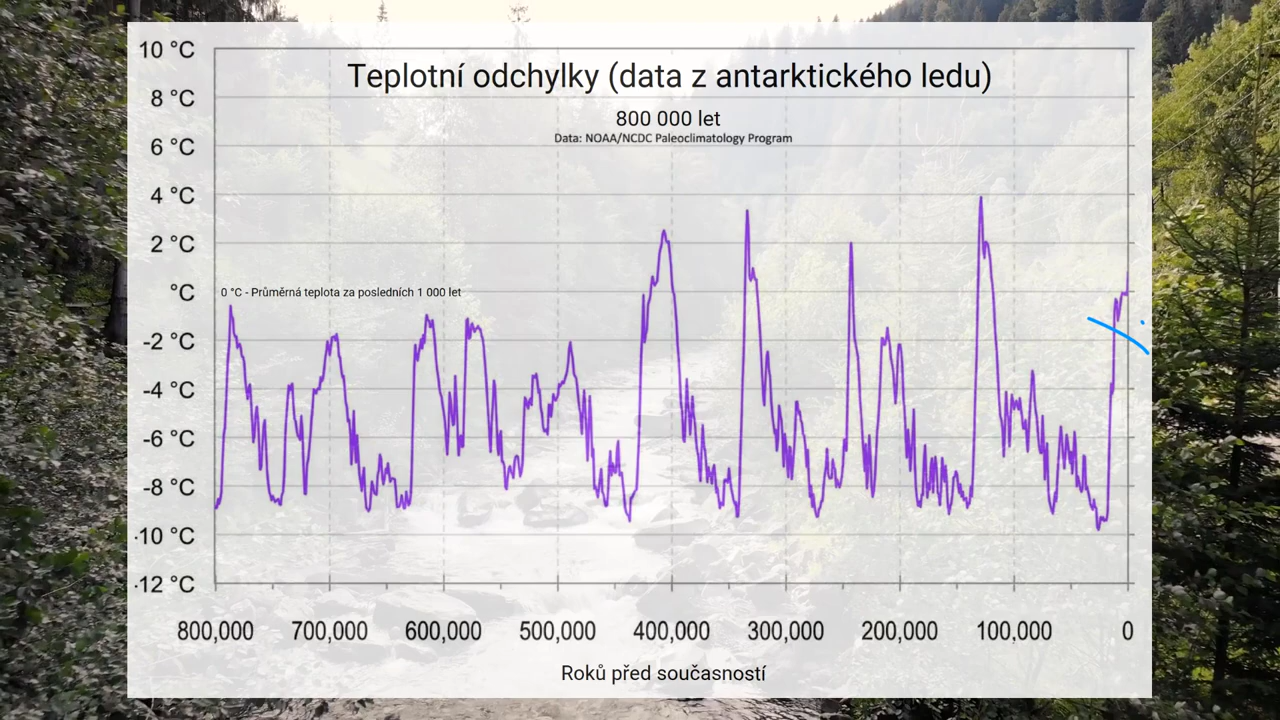 Teplotní odchylky (data z antarktického ledu)
800 000 let
Data: NOAA/NCDC Paleoclimatology Program
10 °C
8 °C
6 °C
4 °C
2 °C
°C
0 °C - Průměrná teplota za posledních 1 000 let
-2 °C
-4 °C
-6 °C
-8 °C
-10 °C
-12 °C
800,000 700,000 600,000 500,000 400,000 300,000 200,000 100,000 0
Roků před současností